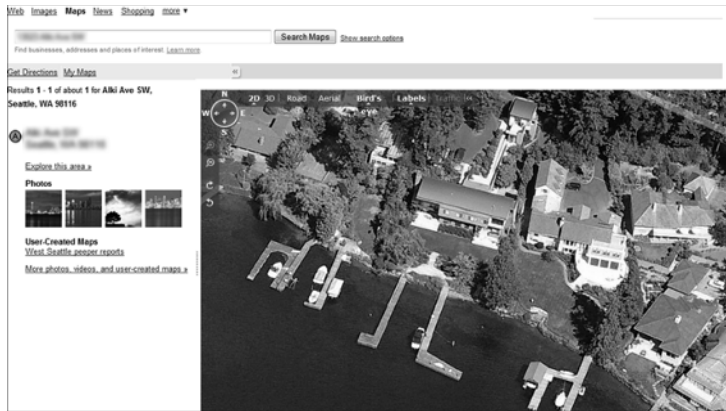 Web Images Maps News Shopping more ▼
Search Maps Show search options
Find businesses, addresses and places of interest. Learn more.
Get Directions My Maps «
Results 1 - 1 of about 1 for Alki Ave SW,
Seattle, WA 98116
A
Explore this area »
Photos
User-Created Maps
West Seattle peeper reports
More photos, videos, and user-created maps »
N
2D 3D Road Aerial Bird's eye Labels Traffic «
W E
S